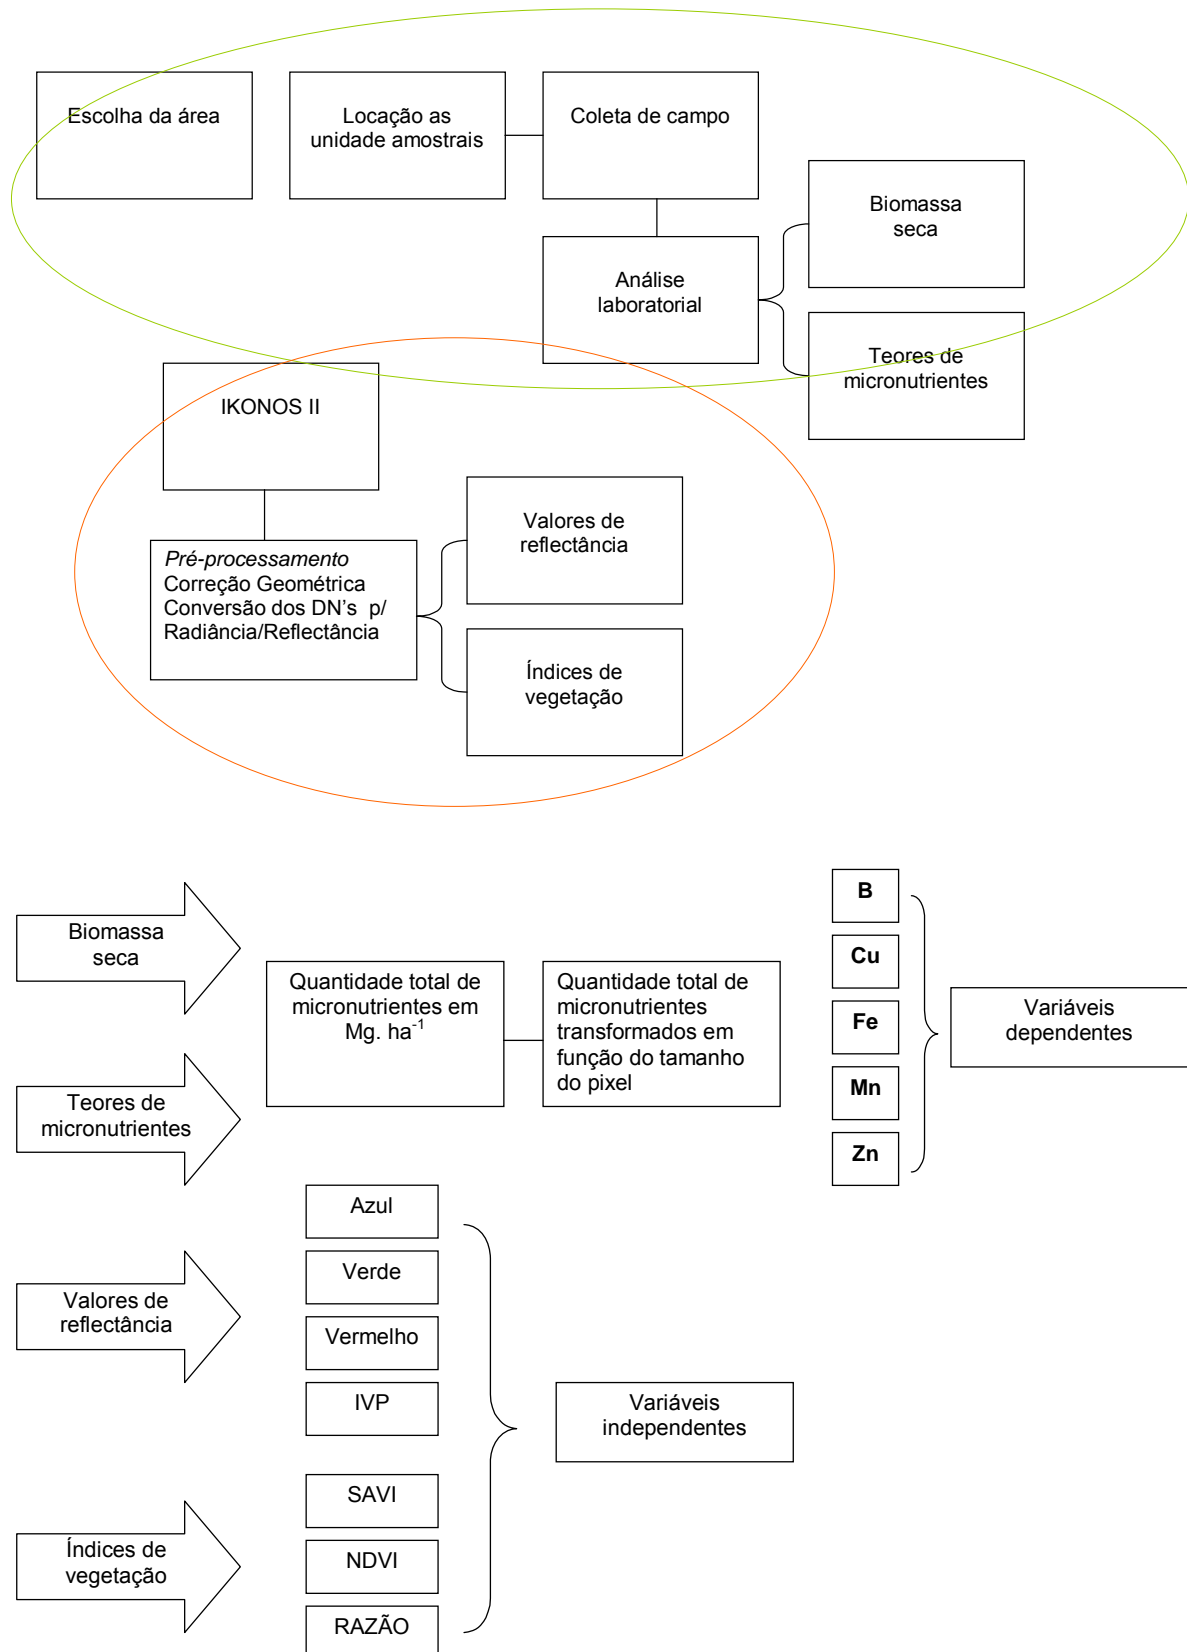 Escolha da área
Locação as
unidade amostrais
Coleta de campo
Biomassa
seca
Análise
laboratorial
Teores de
micronutrientes
IKONOS II
Valores de
reflectância
Pré-processamento
Correção Geométrica
Conversão dos DN's p/
Radiância/Reflectância
Índices de
vegetação
Biomassa
seca
Teores de
micronutrientes
Quantidade total de
micronutrientes em
Mg. ha-1
Quantidade total de
micronutrientes
transformados em
função do tamanho
do pixel
B
Cu
Fe
Mn
Zn
Variáveis
dependentes
Valores de
reflectância
Azul
Verde
Vermelho
IVP
Variáveis
independentes
Índices de
vegetação
SAVI
NDVI
RAZÃO